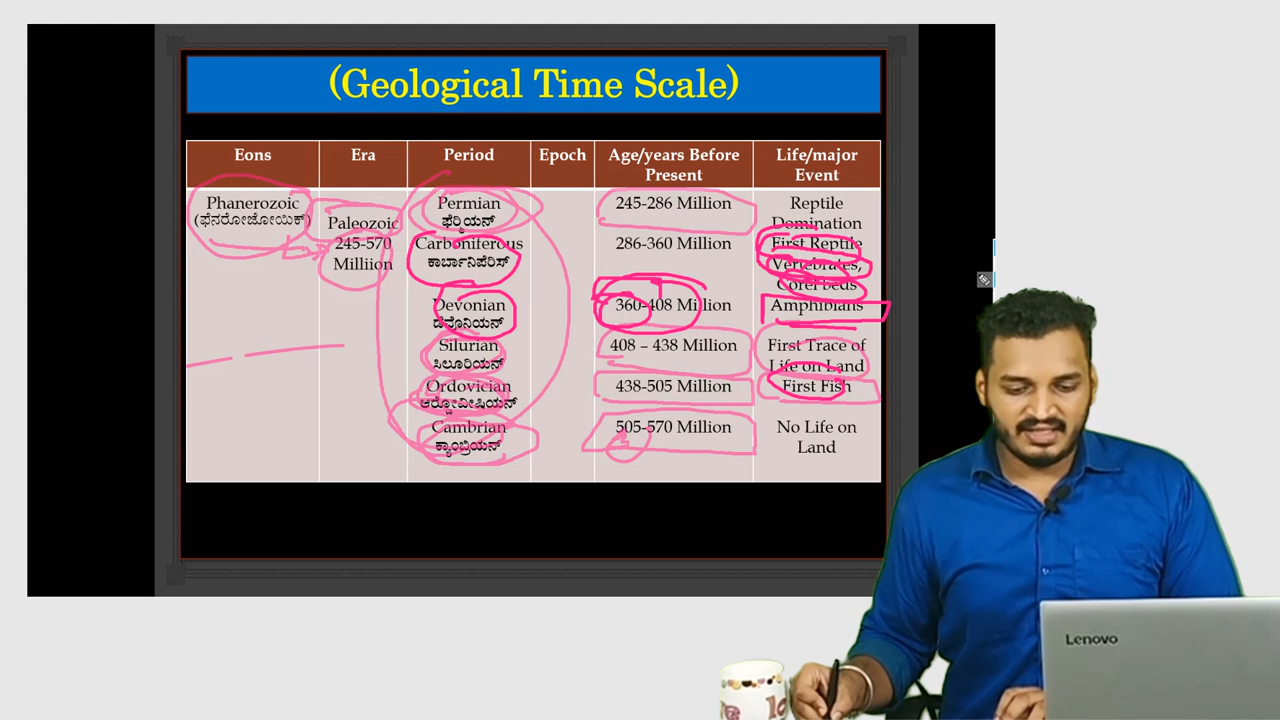 (Geological Time Scale)
Eons
Era
Period
Epoch
Age/years Before
Present
Life/major
Event
Phanerozoic
(ಫೆನರೋಜೋಯಿಕ್)
Paleozoic
245-570
Milliion
Permian
ಫೆರ್‍ಮಿಯನ್
245-286 Million
Reptile
Domination
Carboniferous
ಕಾರ್ಬಾನಿಫೆರಿಸ್
286-360 Million
First Reptile
Vertebrates,
Corel beds
Devonian
ಡೆವೊನಿಯನ್
360-408 Million
Amphibians
Silurian
ಸಿಲೂರಿಯನ್
408 – 438 Million
First Trace of
Life on Land
Ordovician
ಆರ್ಡೋವೀಷಿಯನ್
438-505 Million
First Fish
Cambrian
ಕ್ಯಾಂಬ್ರಿಯನ್
505-570 Million
No Life on
Land
Lenovo